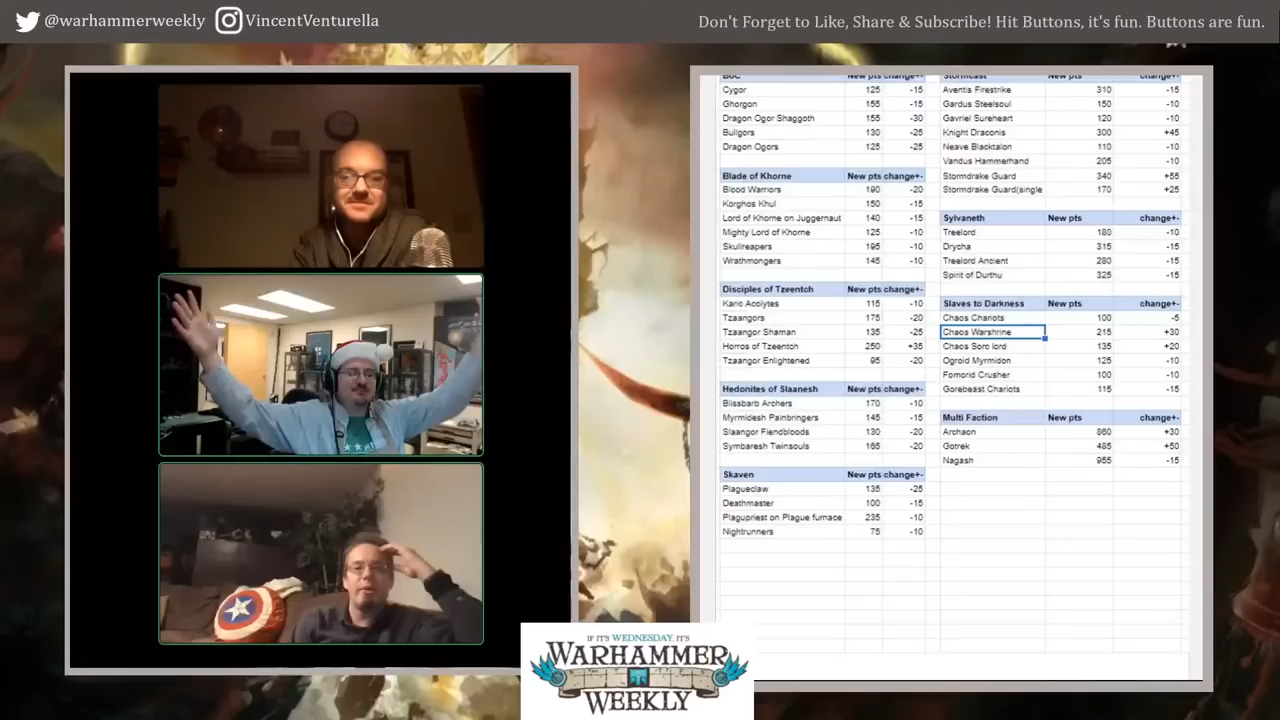 @warhammerweekly VincentVenturella
Don't Forget to Like, Share & Subscribe! Hit Buttons, it's fun. Buttons are fun.
BoC New pts change+-
Cygor 125 -15
Ghorgon 155 -15
Dragon Ogor Shaggoth 155 -30
Bullgors 130 -25
Dragon Ogors 125 -25
Blade of Khorne New pts change+-
Blood Warriors 190 -20
Korghos Khul 150 -15
Lord of Khorne on Juggernaut 140 -15
Mighty Lord of Khorne 125 -10
Skullreapers 195 -10
Wrathmongers 145 -10
Disciples of Tzeentch New pts change+-
Karic Acolytes 115 -10
Tzaangors 175 -20
Tzaangor Shaman 135 -25
Horros of Tzeentch 250 +35
Tzaangor Enlightened 95 -20
Hedonites of Slaanesh New pts change+-
Blissbarb Archers 170 -10
Myrmidesh Painbringers 145 -15
Slaangor Fiendbloods 130 -20
Symbaresh Twinsouls 165 -20
Skaven New pts change+-
Plagueclaw 135 -25
Deathmaster 100 -15
Plagupriest on Plague furnace 235 -10
Nightrunners 75 -10
Stormcast New pts change+-
Aventis Firestrike 310 -15
Gardus Steelsoul 150 -10
Gavriel Sureheart 120 -10
Knight Draconis 300 +45
Neave Blacktalon 110 -10
Vandus Hammerhand 205 -10
Stormdrake Guard 340 +55
Stormdrake Guard(single 170 +25
Sylvaneth New pts change+-
Treelord 180 -10
Drycha 315 -15
Treelord Ancient 280 -15
Spirit of Durthu 325 -15
Slaves to Darkness New pts change+-
Chaos Chariots 100 -5
Chaos Warshrine 215 +30
Chaos Sorc lord 135 +20
Ogroid Myrmidon 125 -10
Fomorid Crusher 100 -10
Gorebeast Chariots 115 -15
Multi Faction New pts change+-
Archaon 860 +30
Gotrek 485 +50
Nagash 955 -15
IF IT'S WEDNESDAY, IT'S
WARHAMMER
WEEKLY